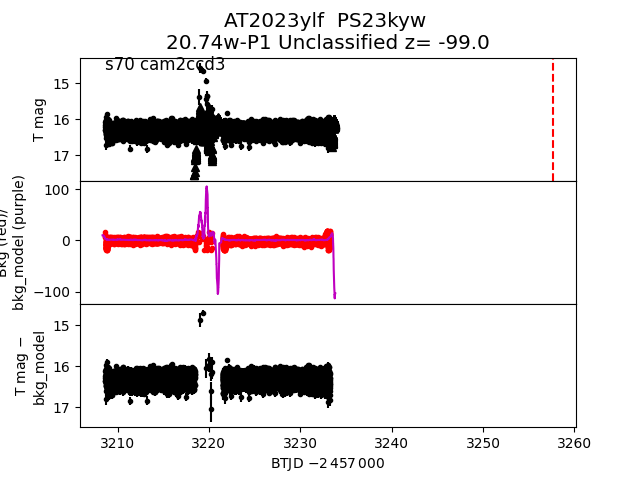 AT2023ylf PS23kyw
20.74w-P1 Unclassified z= -99.0
s70 cam2ccd3
T mag
15
16
17
Bkg (red)/
bkg_model (purple)
100
0
−100
T mag −
bkg_model
15
16
17
3210 3220 3230 3240 3250 3260
BTJD −2 457 000